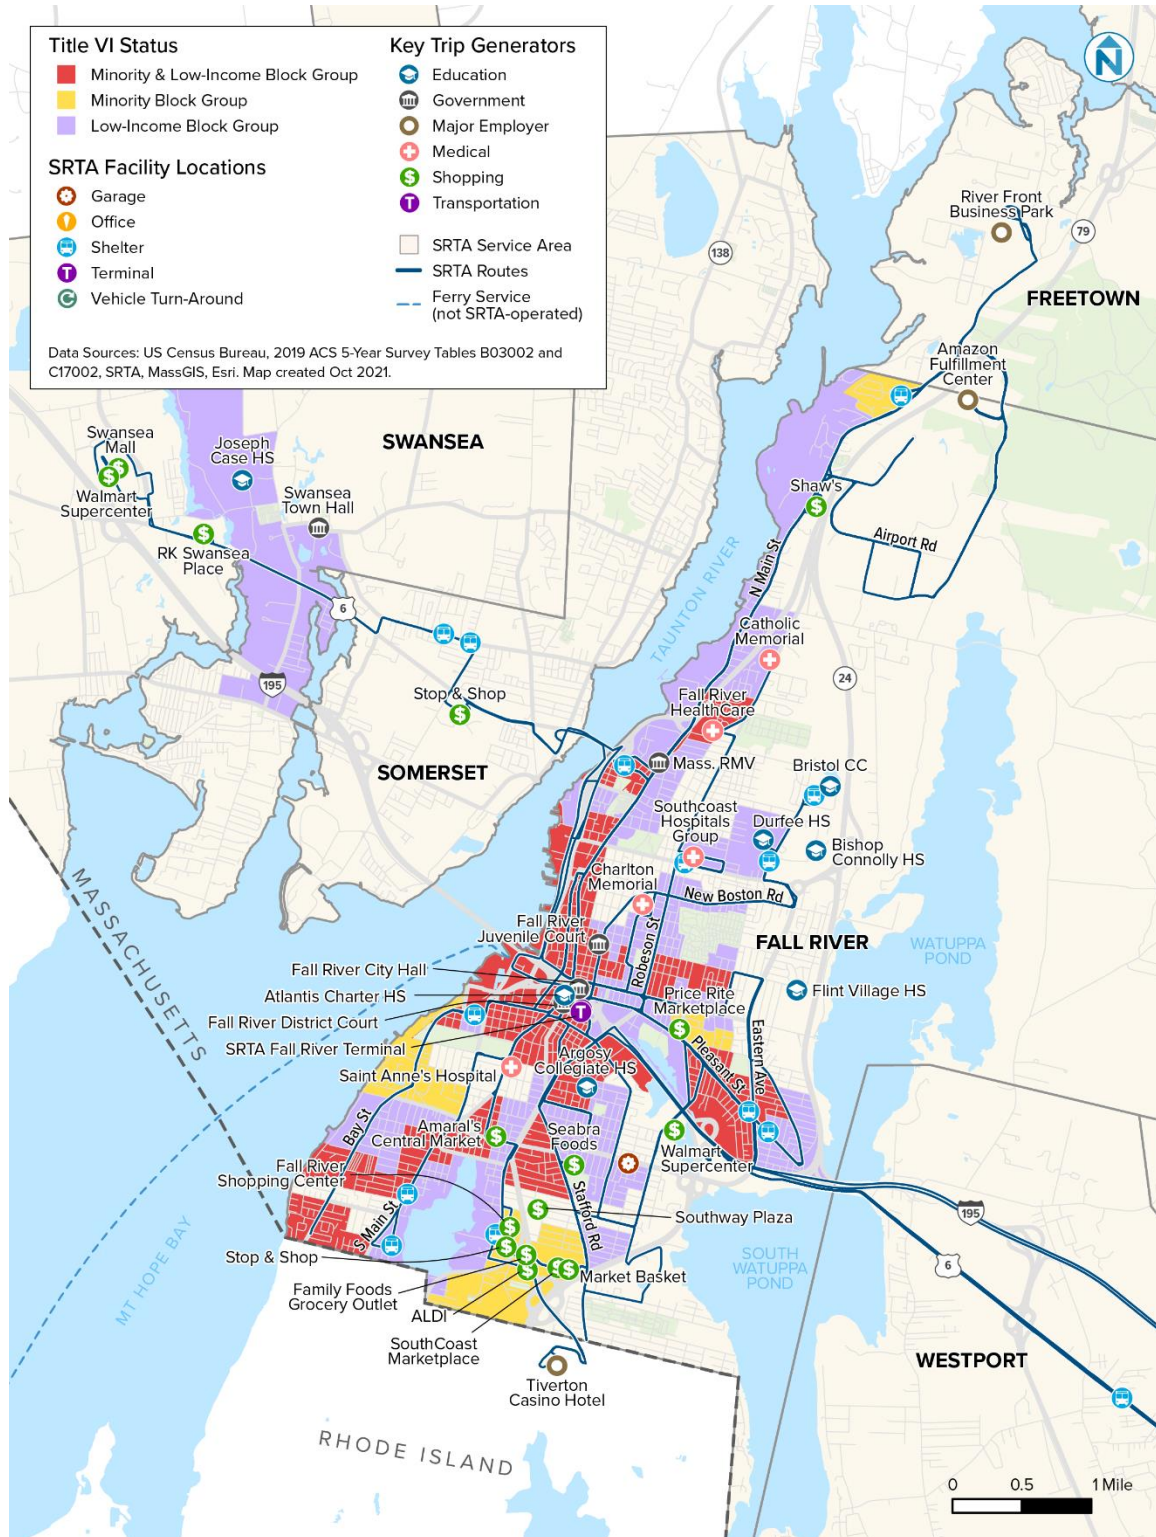 Title VI Status
Minority & Low-Income Block Group
Minority Block Group
Low-Income Block Group
SRTA Facility Locations
Garage
Office
Shelter
T
Terminal
Vehicle Turn-Around
Key Trip Generators
Education
Government
Major Employer
Medical
$
Shopping
T
Transportation
SRTA Service Area
SRTA Routes
Ferry Service
(not SRTA-operated)
Data Sources: US Census Bureau, 2019 ACS 5-Year Survey Tables B03002 and
C17002, SRTA, MassGIS, Esri. Map created Oct 2021.
N
River Front
Business Park
79
138
FREETOWN
Amazon
Fulfillment
Center
SWANSEA
Swansea
Mall
Joseph
Case HS
Walmart
Supercenter
Swansea
Town Hall
RK Swansea
Place
Shaw's
Airport Rd
N Main St
TAUNTON RIVER
6
Catholic
Memorial
24
195
Stop & Shop
Fall River
HealthCare
SOMERSET
Mass. RMV
Bristol CC
Southcoast
Hospitals
Group
Durfee HS
Bishop
Connolly HS
Charlton
Memorial
New Boston Rd
MASSACHUSETTS
Fall River
Juvenile Court
Robeson St
FALL RIVER
WATUPPA
POND
Fall River City Hall
Atlantis Charter HS
Fall River District Court
SRTA Fall River Terminal
T
Price Rite
Marketplace
Flint Village HS
Eastern Ave
Pleasant St
Argosy
Collegiate HS
Saint Anne's Hospital
Bay St
Amaral's
Central Market
Seabra
Foods
Walmart
Supercenter
Fall River
Shopping Center
Stafford Rd
S Main St
Southway Plaza
195
Stop & Shop
Market Basket
SOUTH
WATUPPA
POND
6
MT HOPE BAY
Family Foods
Grocery Outlet
ALDI
SouthCoast
Marketplace
WESTPORT
Tiverton
Casino Hotel
RHODE ISLAND
0 0.5 1 Mile